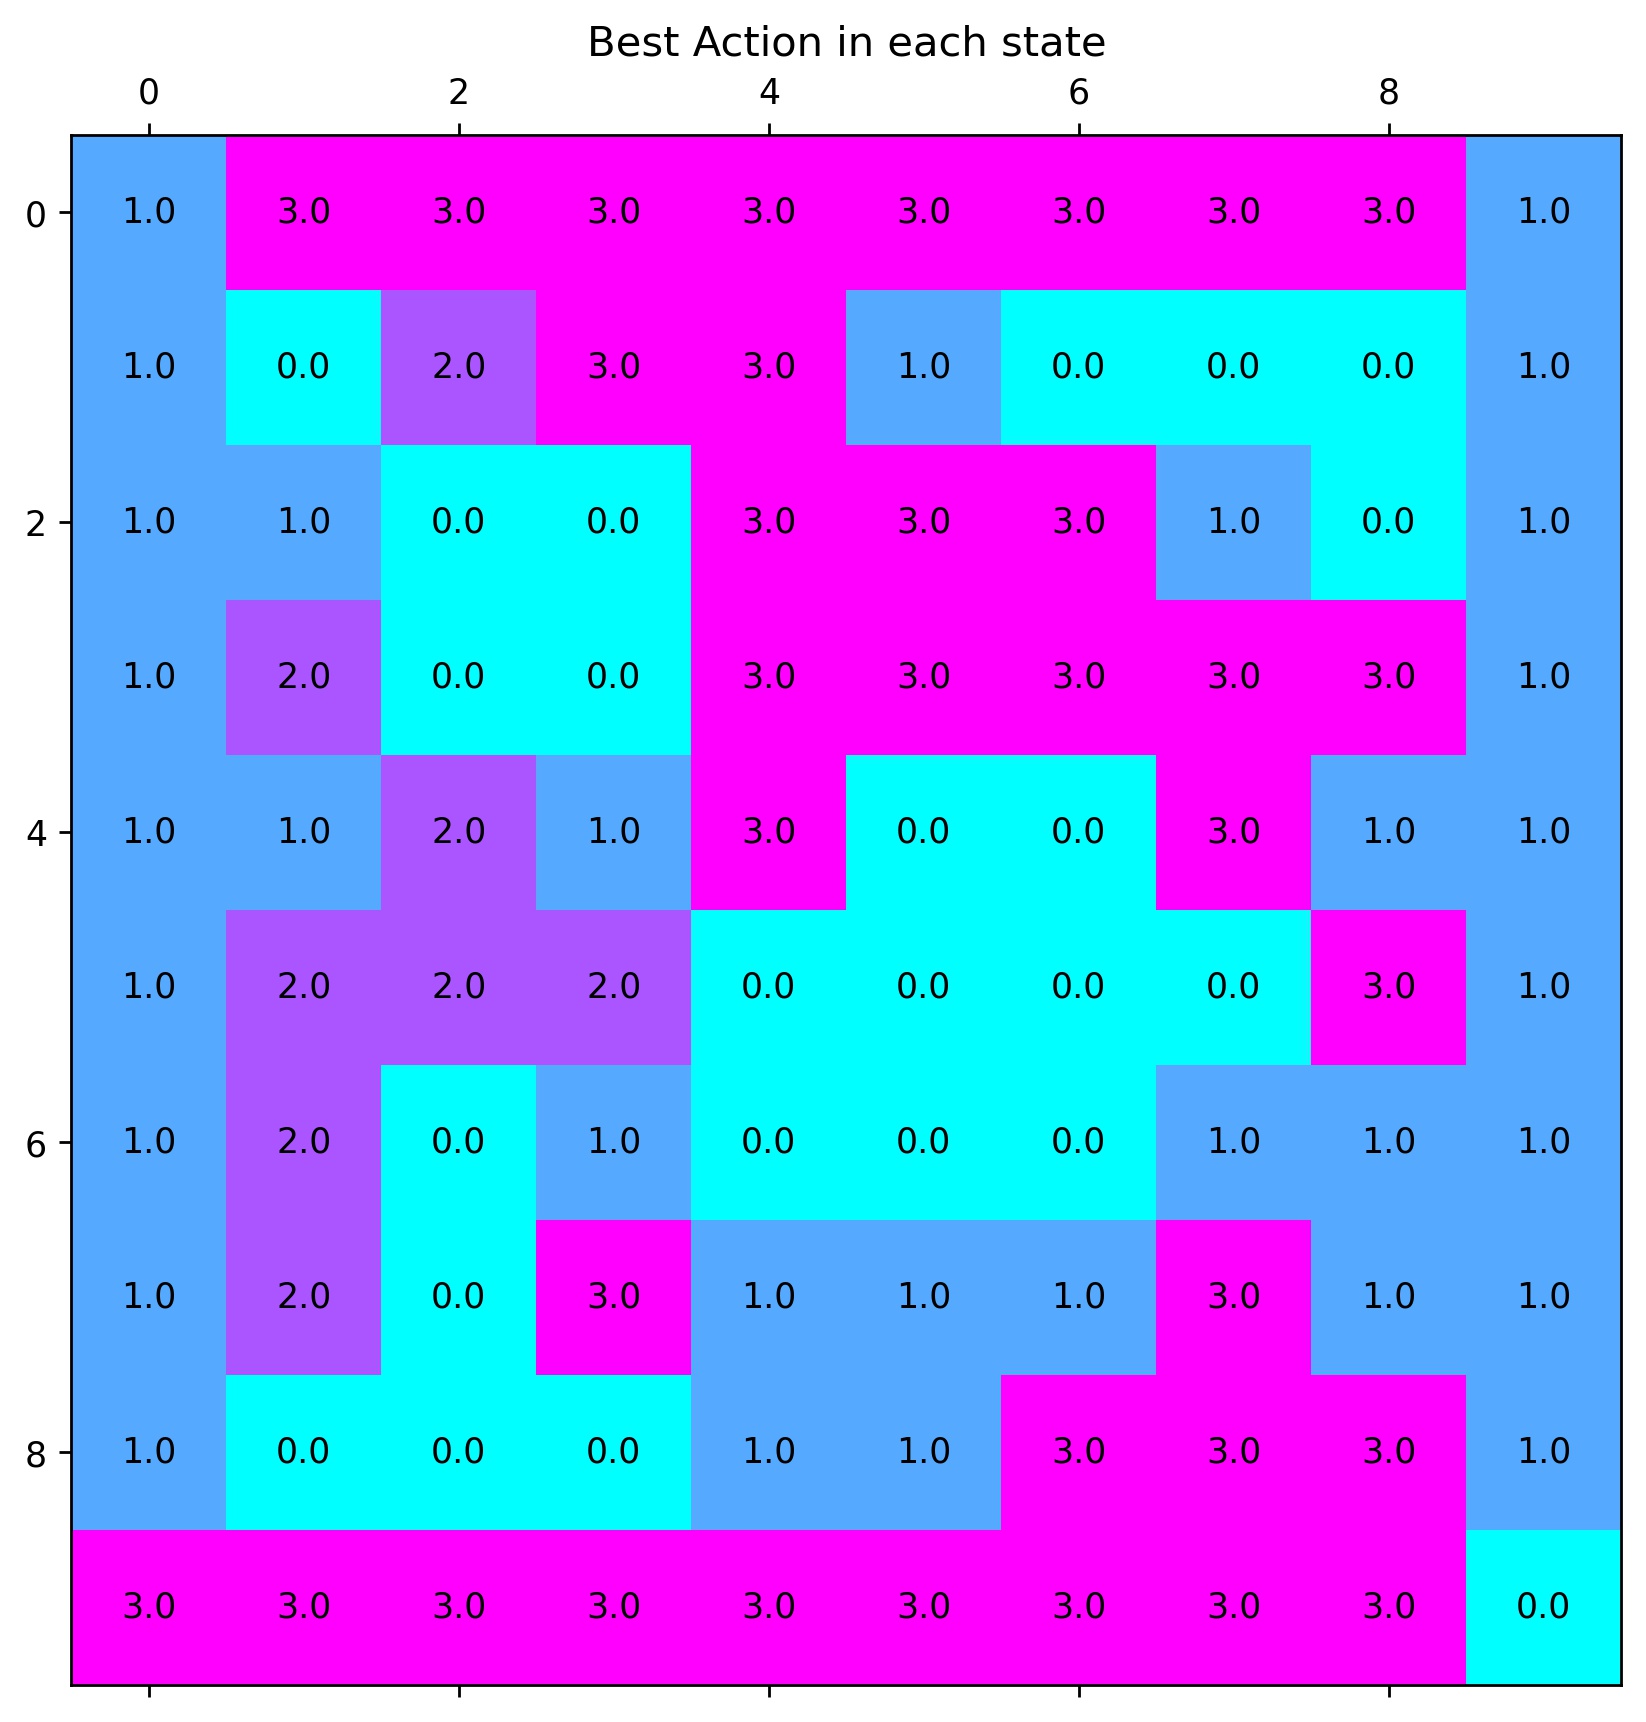 Best Action in each state
0 2 4 6 8
0 1.0 3.0 3.0 3.0 3.0 3.0 3.0 3.0 3.0 1.0
1.0 0.0 2.0 3.0 3.0 1.0 0.0 0.0 0.0 1.0
2 1.0 1.0 0.0 0.0 3.0 3.0 3.0 1.0 0.0 1.0
1.0 2.0 0.0 0.0 3.0 3.0 3.0 3.0 3.0 1.0
4 1.0 1.0 2.0 1.0 3.0 0.0 0.0 3.0 1.0 1.0
1.0 2.0 2.0 2.0 0.0 0.0 0.0 0.0 3.0 1.0
6 1.0 2.0 0.0 1.0 0.0 0.0 0.0 1.0 1.0 1.0
1.0 2.0 0.0 3.0 1.0 1.0 1.0 3.0 1.0 1.0
8 1.0 0.0 0.0 0.0 1.0 1.0 3.0 3.0 3.0 1.0
3.0 3.0 3.0 3.0 3.0 3.0 3.0 3.0 3.0 0.0